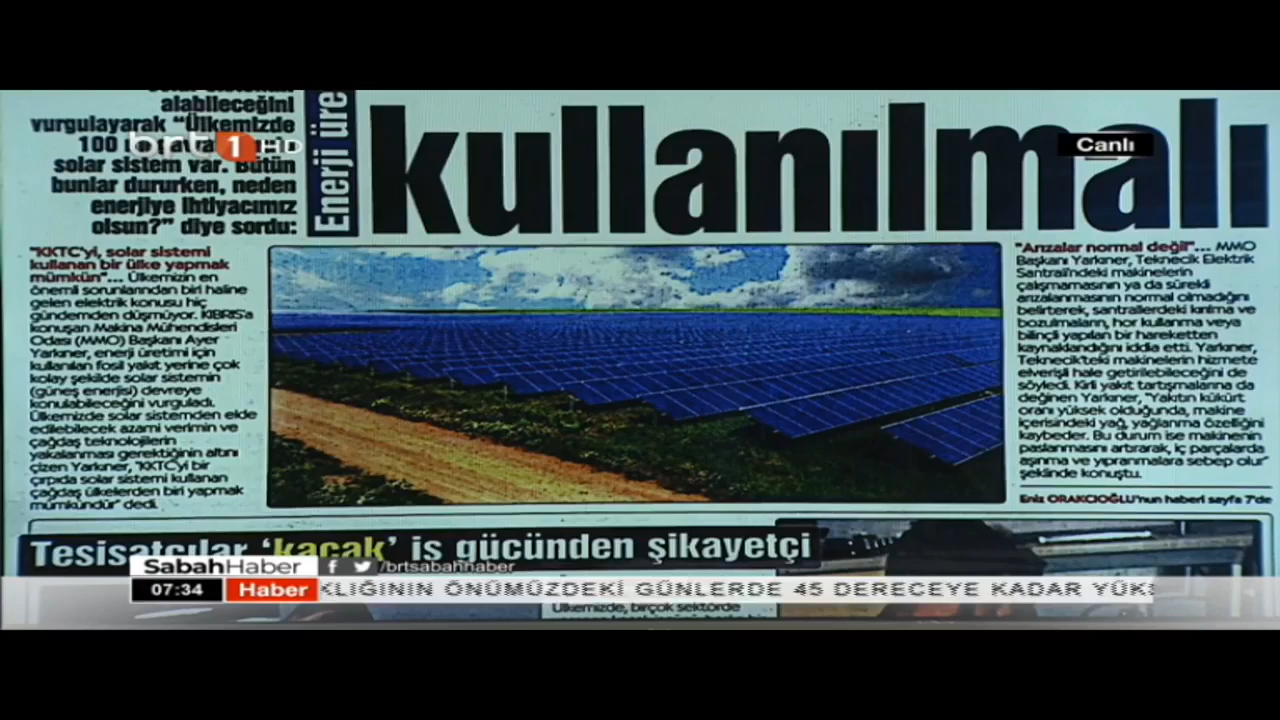 alabileceğini
vurgulayarak “Ülkemizde
100
solar sistem var. Bütün
bunlar dururken, neden
enerjiye ihtiyacımız
olsun?” diye sordu:
brt 1 HD
Enerji üre
kullanılmalı
Canlı
"KKTC'yi, solar sistemi
kullanan bir ülke yapmak
mümkün"... Ülkemizin en
önemli sorunlarından biri haline
gelen elektrik konusu hiç
gündemden düşmüyor. KIBRIS'a
konuşan Makina Mühendisleri
Odası (MMO) Başkanı Ayer
Yarkıner, enerji üretimi için
kullanılan fosil yakıt yerine çok
kolay şekilde solar sistemin
(güneş enerjisi) devreye
konulabileceğini vurguladı.
Ülkemizde solar sistemden elde
edilebilecek azami verimin ve
çağdaş teknolojilerin
yakalanması gerektiğinin altını
çizen Yarkıner, "KKTC'yi bir
çırpıda solar sistemi kullanan
çağdaş ülkelerden biri yapmak
mümkündür" dedi.
"Arızalar normal değil"... MMO
Başkanı Yarkıner, Teknecik Elektrik
Santrali'ndeki makinelerin
çalışmamasının ya da sürekli
arızalanmasının normal olmadığını
belirterek, santrallerdeki kırılma ve
bozulmaların, hor kullanma veya
bilinçli yapılan bir hareketten
kaynaklandığını iddia etti. Yarkıner,
Teknecik'teki makinelerin hizmete
elverişli hale getirilebileceğini de
söyledi. Kirli yakıt tartışmalarına da
değinen Yarkıner, "Yakıtın kükürt
oranı yüksek olduğunda, makine
içerisindeki yağ, yağlanma özelliğini
kaybeder. Bu durum ise makinenin
paslanmasını artırarak, iç parçalarda
aşınma ve yıpranmalara sebep olur"
şeklinde konuştu.
Eniz ORAKCIOĞLU'nun haberi sayfa 7'de
Tesisatçılar ‘kaçak’ iş gücünden şikayetçi
SabahHaber
/brtsabahhaber
07:34
Haber
KLIĞININ ÖNÜMÜZDEKİ GÜNLERDE 45 DERECEYE KADAR YÜKS
Ülkemizde, birçok sektörde